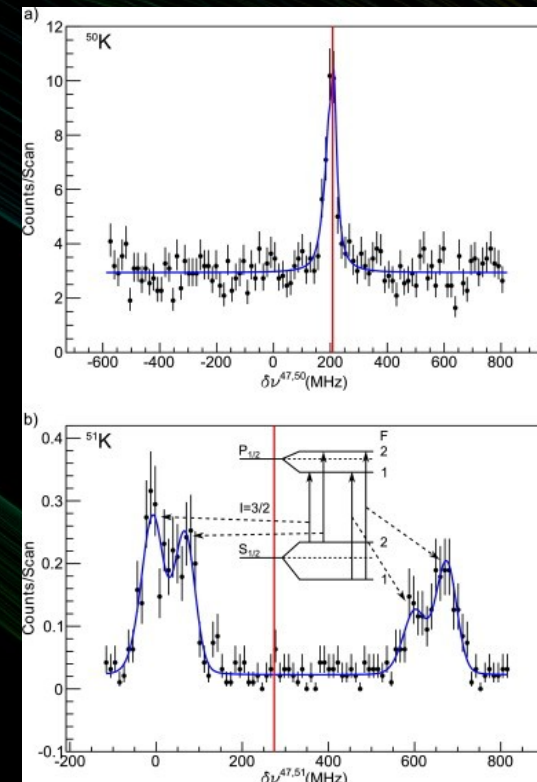 a)
⁵⁰K
12
10
8
6
4
2
0
Counts/Scan
-600 -400 -200 0 200 400 600 800
δν⁴⁷,⁵⁰(MHz)
b)
⁵¹K
0.4
0.3
0.2
0.1
0
-0.1
Counts/Scan
F
P₁/₂
2
1
I=3/2
S₁/₂
2
1
-200 0 200 400 600 800
δν⁴⁷,⁵¹(MHz)